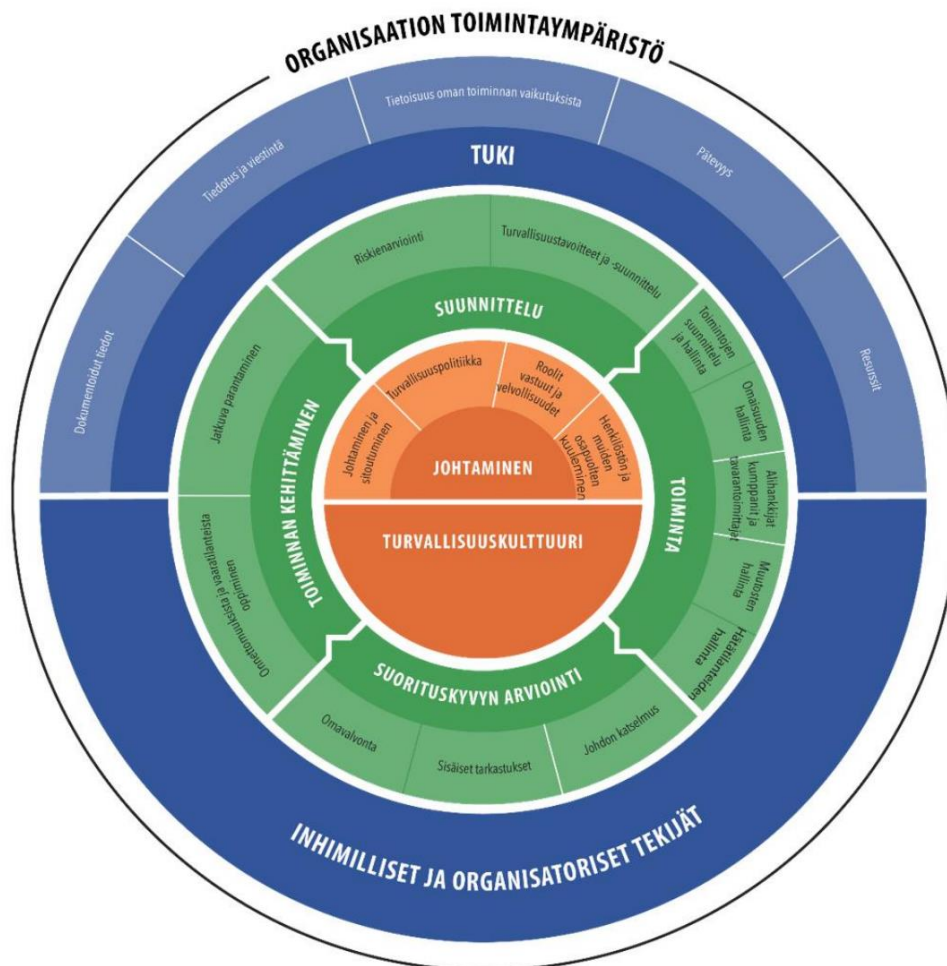 ORGANISAATION TOIMINTAYMPÄRISTÖ
Tietoisuus oman toiminnan vaikutuksista
Tiedotus ja viestintä
Pätevyys
Dokumentoidut tiedot
Resurssit
TUKI
Riskienarviointi
Turvallisuustavoitteet ja -suunnittelu
SUUNNITTELU
Toimintojen
suunnittelu
ja hallinta
Omaisuuden
hallinta
Alihankkijat
kumppanit ja
tavarantoimittajat
Muutosten
hallinta
Hätätilanteiden
hallinta
TOIMINTA
Jatkuva parantaminen
Onnettomuuksista ja vaaratilanteista
oppiminen
TOIMINNAN KEHITTÄMINEN
Johtaminen ja
sitoutuminen
Turvallisuuspolitiikka
Roolit
vastuut ja
velvollisuudet
Henkilöstön ja
muiden
osapuolten
kuuleminen
JOHTAMINEN
TURVALLISUUSKULTTUURI
SUORITUSKYVYN ARVIOINTI
Omavalvonta
Sisäiset tarkastukset
Johdon katselmus
INHIMILLISET JA ORGANISATORISET TEKIJÄT